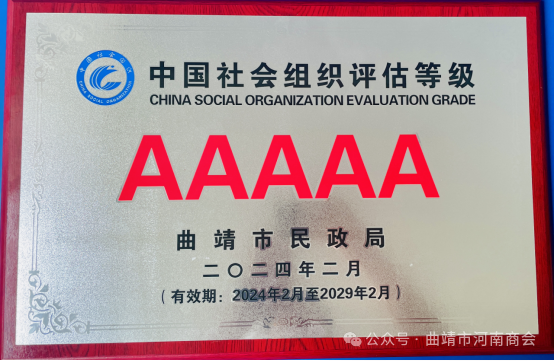 中国社会组织评估等级
CHINA SOCIAL ORGANIZATION EVALUATION GRADE
AAAAA
曲靖市民政局
二〇二四年二月
（有效期：2024年2月至2029年2月）
公众号·曲靖市河南商会